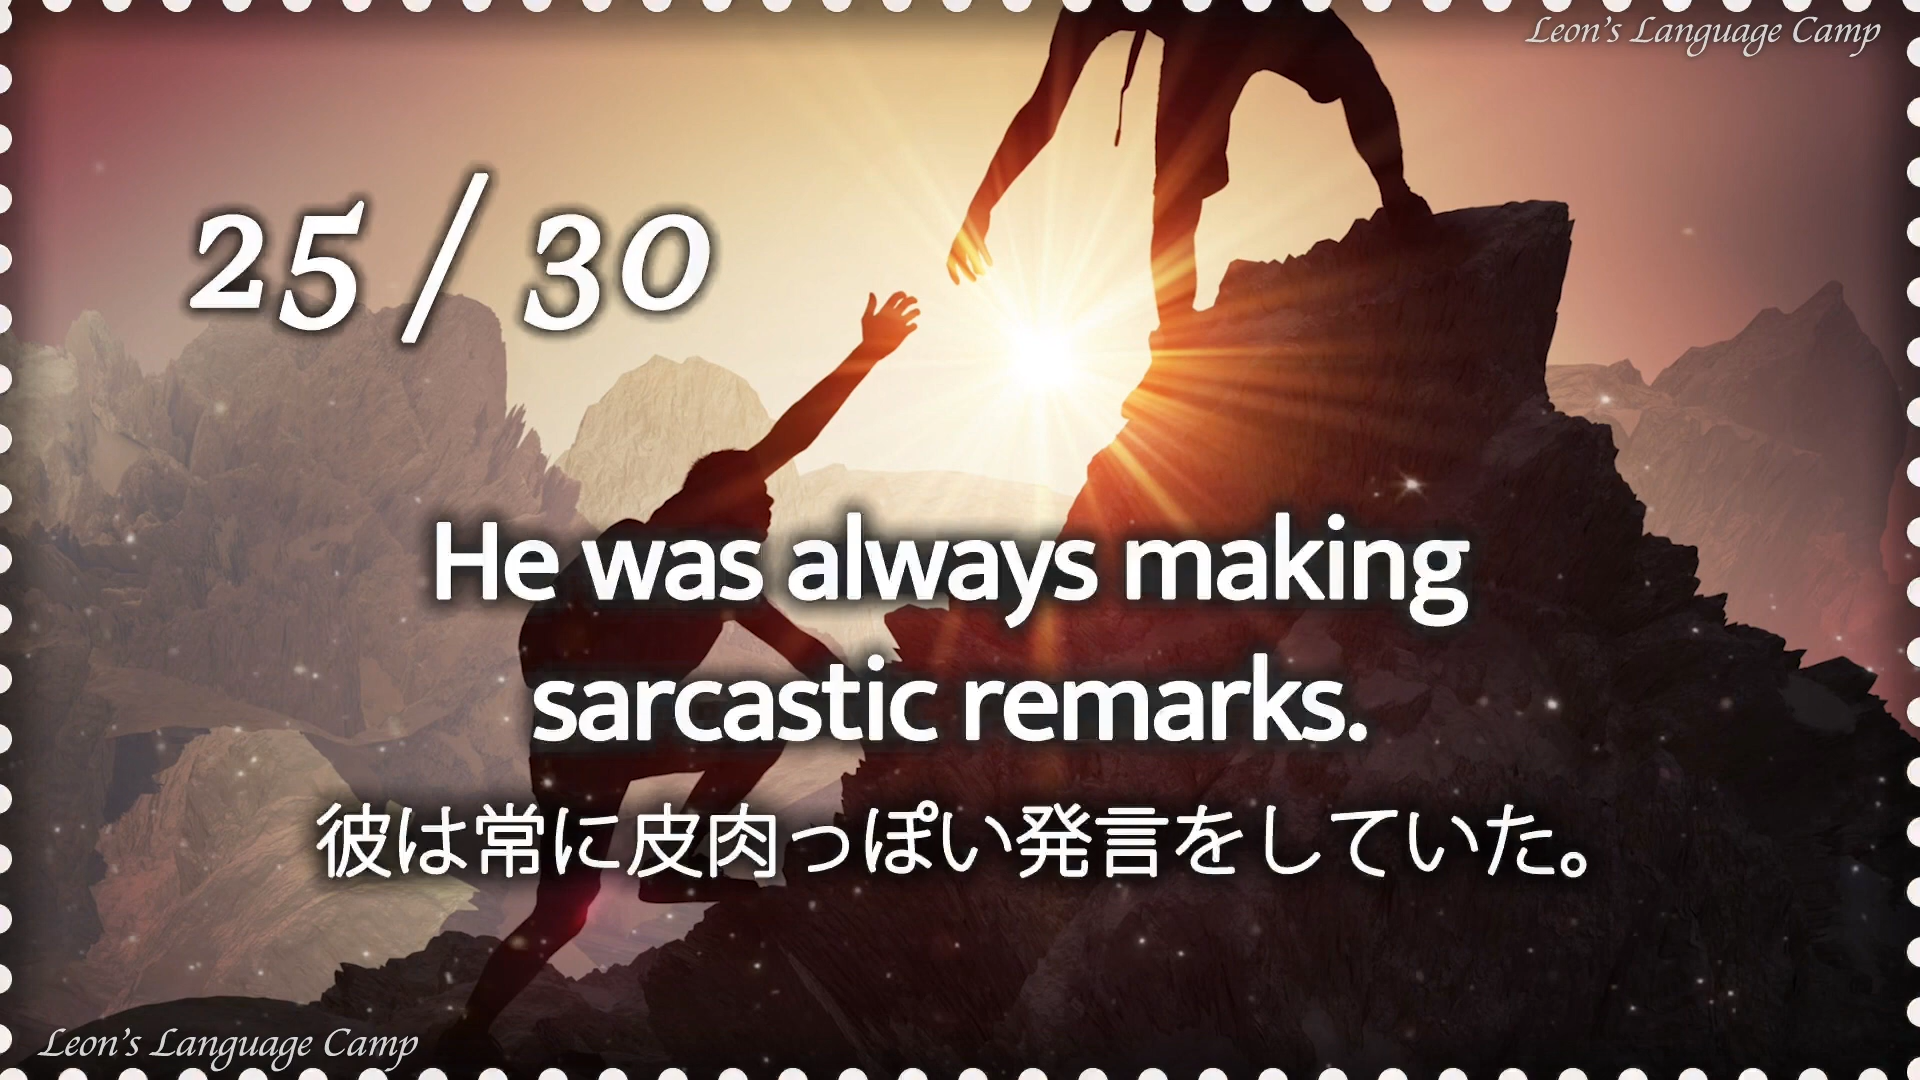 Leon's Language Camp
25 / 30
He was always making
sarcastic remarks.
彼は常に皮肉っぽい発言をしていた。
Leon's Language Camp